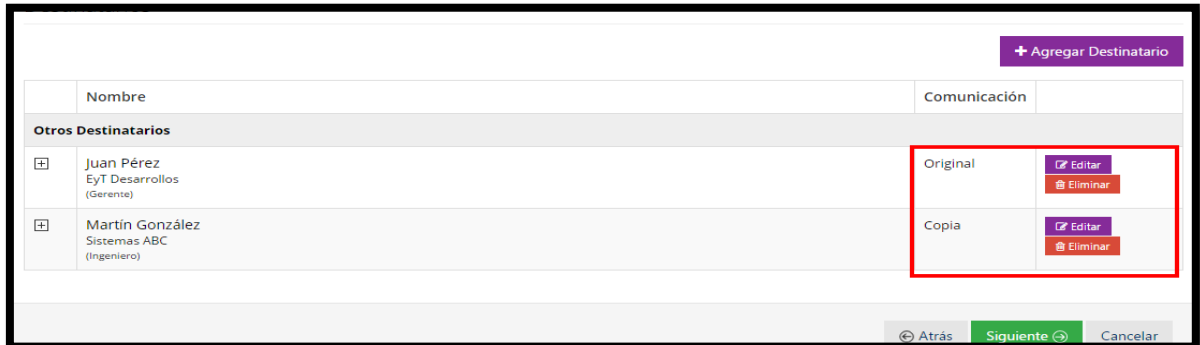 + Agregar Destinatario
Nombre Comunicación
Otros Destinatarios
Juan Pérez Original Editar
EyT Desarrollos Eliminar
(Gerente)
Martín González Copia Editar
Sistemas ABC Eliminar
(Ingeniero)
Atrás Siguiente Cancelar